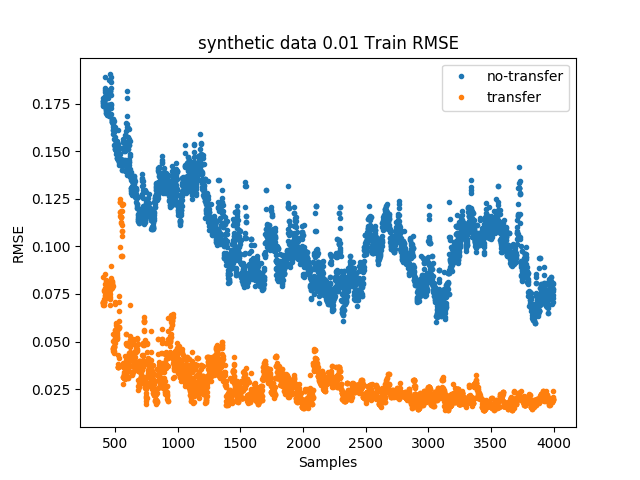 synthetic data 0.01 Train RMSE
no-transfer
transfer
RMSE
0.175
0.150
0.125
0.100
0.075
0.050
0.025
500 1000 1500 2000 2500 3000 3500 4000
Samples